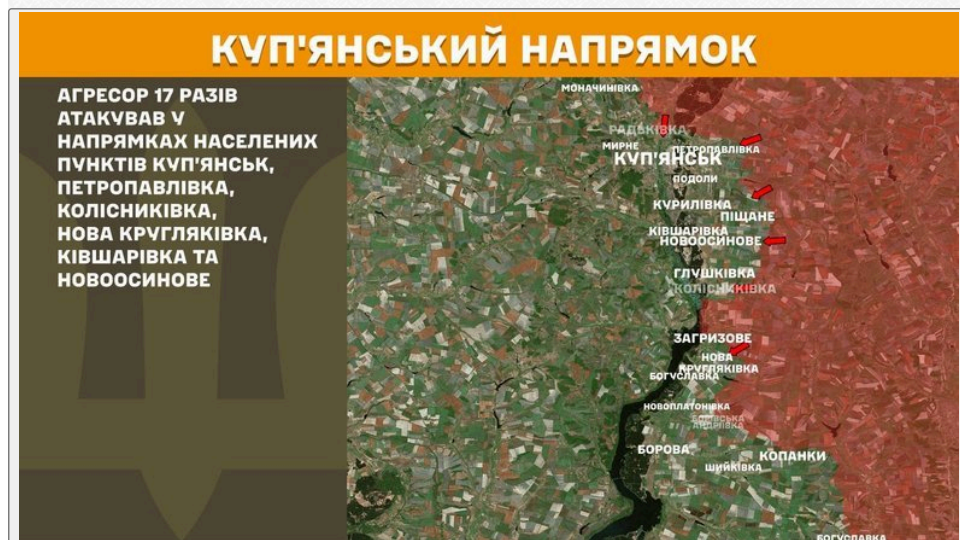 КУП'ЯНСЬКИЙ НАПРЯМОК
АГРЕСОР 17 РАЗІВ
АТАКУВАВ У
НАПРЯМКАХ НАСЕЛЕНИХ
ПУНКТІВ КУП'ЯНСЬК,
ПЕТРОПАВЛІВКА,
КОЛІСНИКІВКА,
НОВА КРУГЛЯКІВКА,
КІВШАРІВКА ТА
НОВООСИНОВЕ
МОНАЧИНІВКА
РАДЬКІВКА
МИРНЕ
ПЕТРОПАВЛІВКА
КУП'ЯНСЬК
ПОДОЛИ
КУРИЛІВКА
ПІЩАНЕ
КІВШАРІВКА
НОВООСИНОВЕ
ГЛУШКІВКА
КОЛІСНИКІВКА
ЗАГРИЗОВЕ
НОВА
КРУГЛЯКІВКА
БОГУСЛАВКА
НОВОПЛАТОНІВКА
БОРІВСЬКА
АНДРІЇВКА
БОРОВА
КОПАНКИ
ШИЙКІВКА
БОГУСЛАВКА